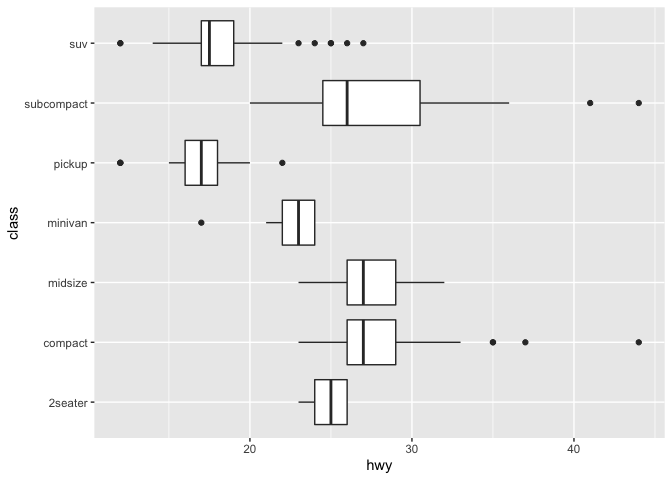 suv
subcompact
pickup
minivan
midsize
compact
2seater
class
20 30 40
hwy